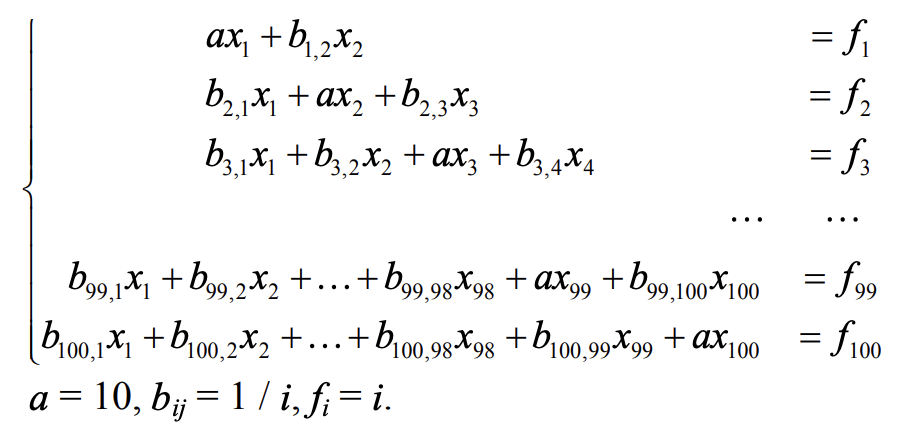 ax₁ + b₁,₂x₂ = f₁
b₂,₁x₁ + ax₂ + b₂,₃x₃ = f₂
b₃,₁x₁ + b₃,₂x₂ + ax₃ + b₃,₄x₄ = f₃
... ...
b₉₉,₁x₁ + b₉₉,₂x₂ + ... + b₉₉,₉₈x₉₈ + ax₉₉ + b₉₉,₁₀₀x₁₀₀ = f₉₉
b₁₀₀,₁x₁ + b₁₀₀,₂x₂ + ... + b₁₀₀,₉₈x₉₈ + b₁₀₀,₉₉x₉₉ + ax₁₀₀ = f₁₀₀
a = 10, bᵢⱼ = 1 / i, fᵢ = i.